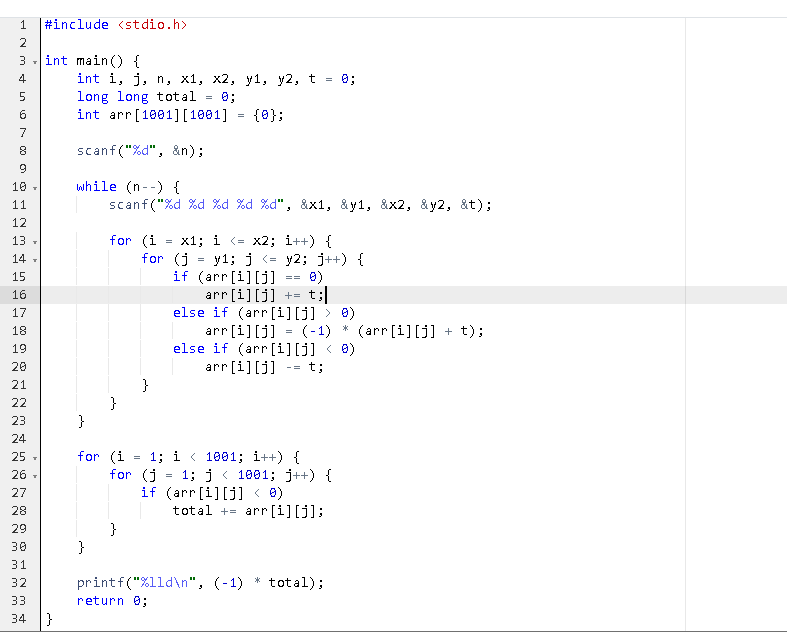 1 #include <stdio.h>
2
3 int main() {
4     int i, j, n, x1, x2, y1, y2, t = 0;
5     long long total = 0;
6     int arr[1001][1001] = {0};
7
8     scanf("%d", &n);
9
10     while (n--) {
11         scanf("%d %d %d %d %d", &x1, &y1, &x2, &y2, &t);
12
13         for (i = x1; i <= x2; i++) {
14             for (j = y1; j <= y2; j++) {
15                 if (arr[i][j] == 0)
16                     arr[i][j] += t;
17                 else if (arr[i][j] > 0)
18                     arr[i][j] = (-1) * (arr[i][j] + t);
19                 else if (arr[i][j] < 0)
20                     arr[i][j] -= t;
21             }
22         }
23     }
24
25     for (i = 1; i < 1001; i++) {
26         for (j = 1; j < 1001; j++) {
27             if (arr[i][j] < 0)
28                 total += arr[i][j];
29         }
30     }
31
32     printf("%lld\n", (-1) * total);
33     return 0;
34 }